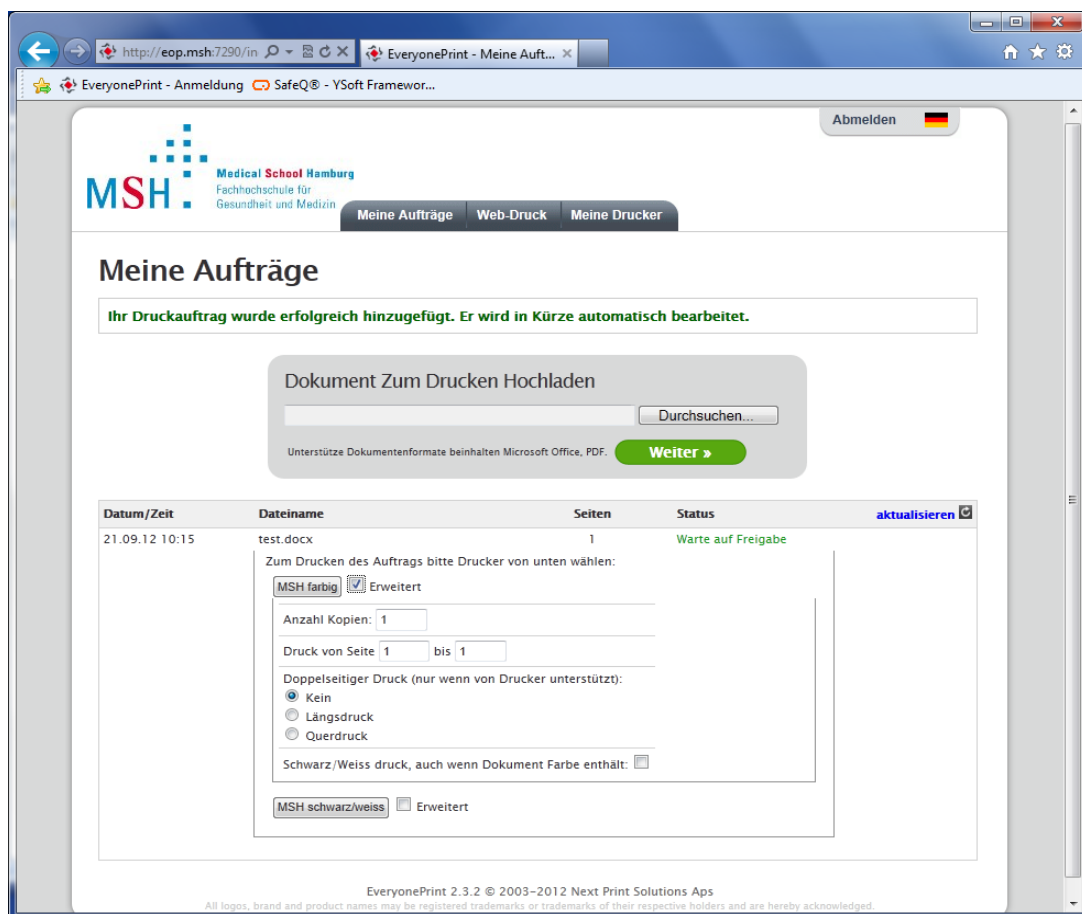 http://eop.msh:7290/in
EveryonePrint - Meine Auft...
EveryonePrint - Anmeldung
SafeQ® - YSoft Framewor...
Abmelden
MSH
Medical School Hamburg
Fachhochschule für
Gesundheit und Medizin
Meine Aufträge Web-Druck Meine Drucker
Meine Aufträge
Ihr Druckauftrag wurde erfolgreich hinzugefügt. Er wird in Kürze automatisch bearbeitet.
Dokument Zum Drucken Hochladen
Durchsuchen...
Unterstütze Dokumentenformate beinhalten Microsoft Office, PDF. Weiter »
Datum/Zeit Dateiname Seiten Status aktualisieren
21.09.12 10:15 test.docx 1 Warte auf Freigabe
Zum Drucken des Auftrags bitte Drucker von unten wählen:
MSH farbig Erweitert
Anzahl Kopien: 1
Druck von Seite 1 bis 1
Doppelseitiger Druck (nur wenn von Drucker unterstützt):
Kein
Längsdruck
Querdruck
Schwarz/Weiss druck, auch wenn Dokument Farbe enthält:
MSH schwarz/weiss Erweitert
EveryonePrint 2.3.2 © 2003-2012 Next Print Solutions Aps
All logos, brand and product names may be registered trademarks or trademarks of their respective holders and are hereby acknowledged.